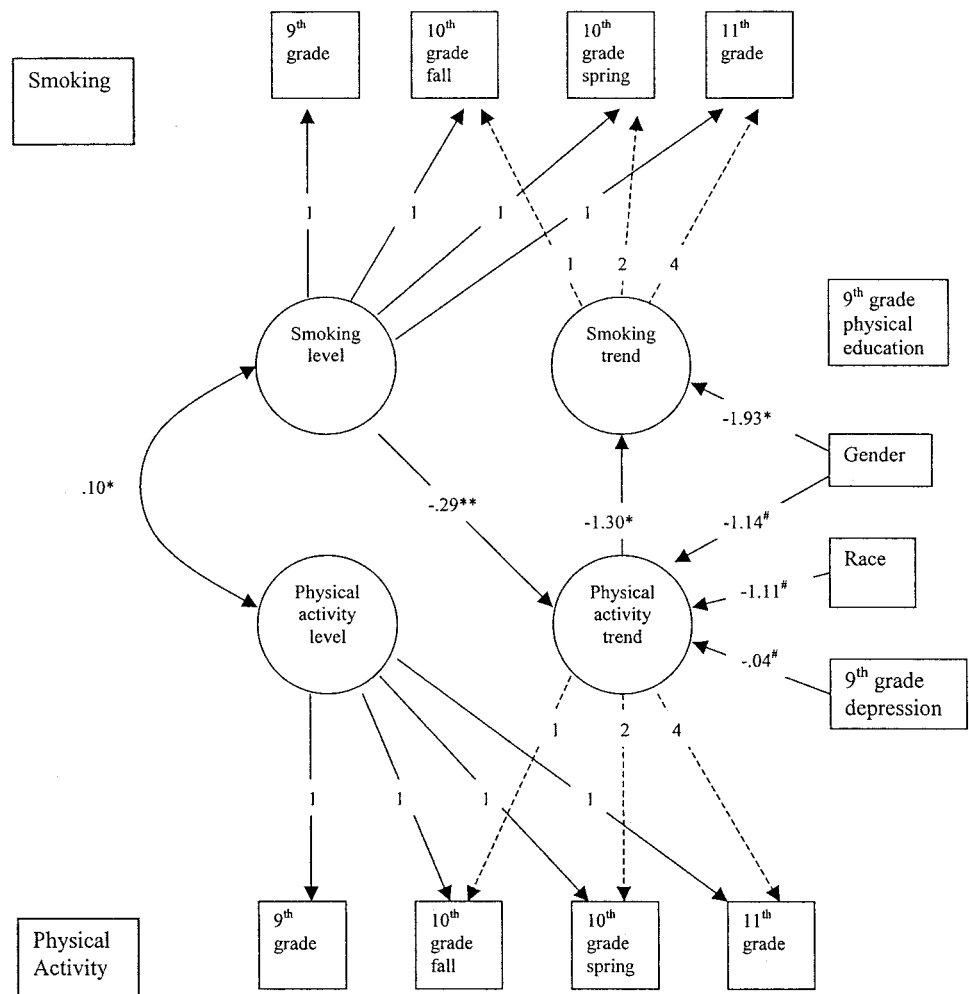 9th
grade
10th
grade
fall
10th
grade
spring
11th
grade
Smoking
1
1
1
1
1
2
4
Smoking
level
Smoking
trend
9th grade
physical
education
-1.93*
Gender
.10*
-.29**
-1.30*
-1.14#
Race
-1.11#
Physical
activity
level
Physical
activity
trend
-.04#
9th grade
depression
1
2
4
1
1
1
1
9th
grade
10th
grade
fall
10th
grade
spring
11th
grade
Physical
Activity